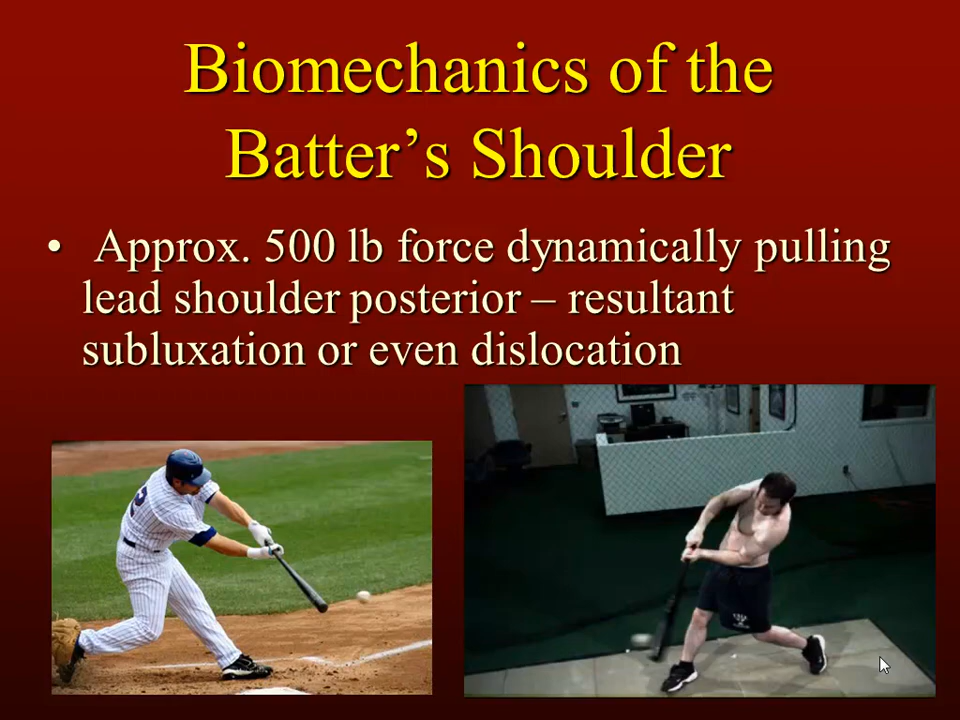 Biomechanics of the
Batter’s Shoulder
• Approx. 500 lb force dynamically pulling
lead shoulder posterior – resultant
subluxation or even dislocation